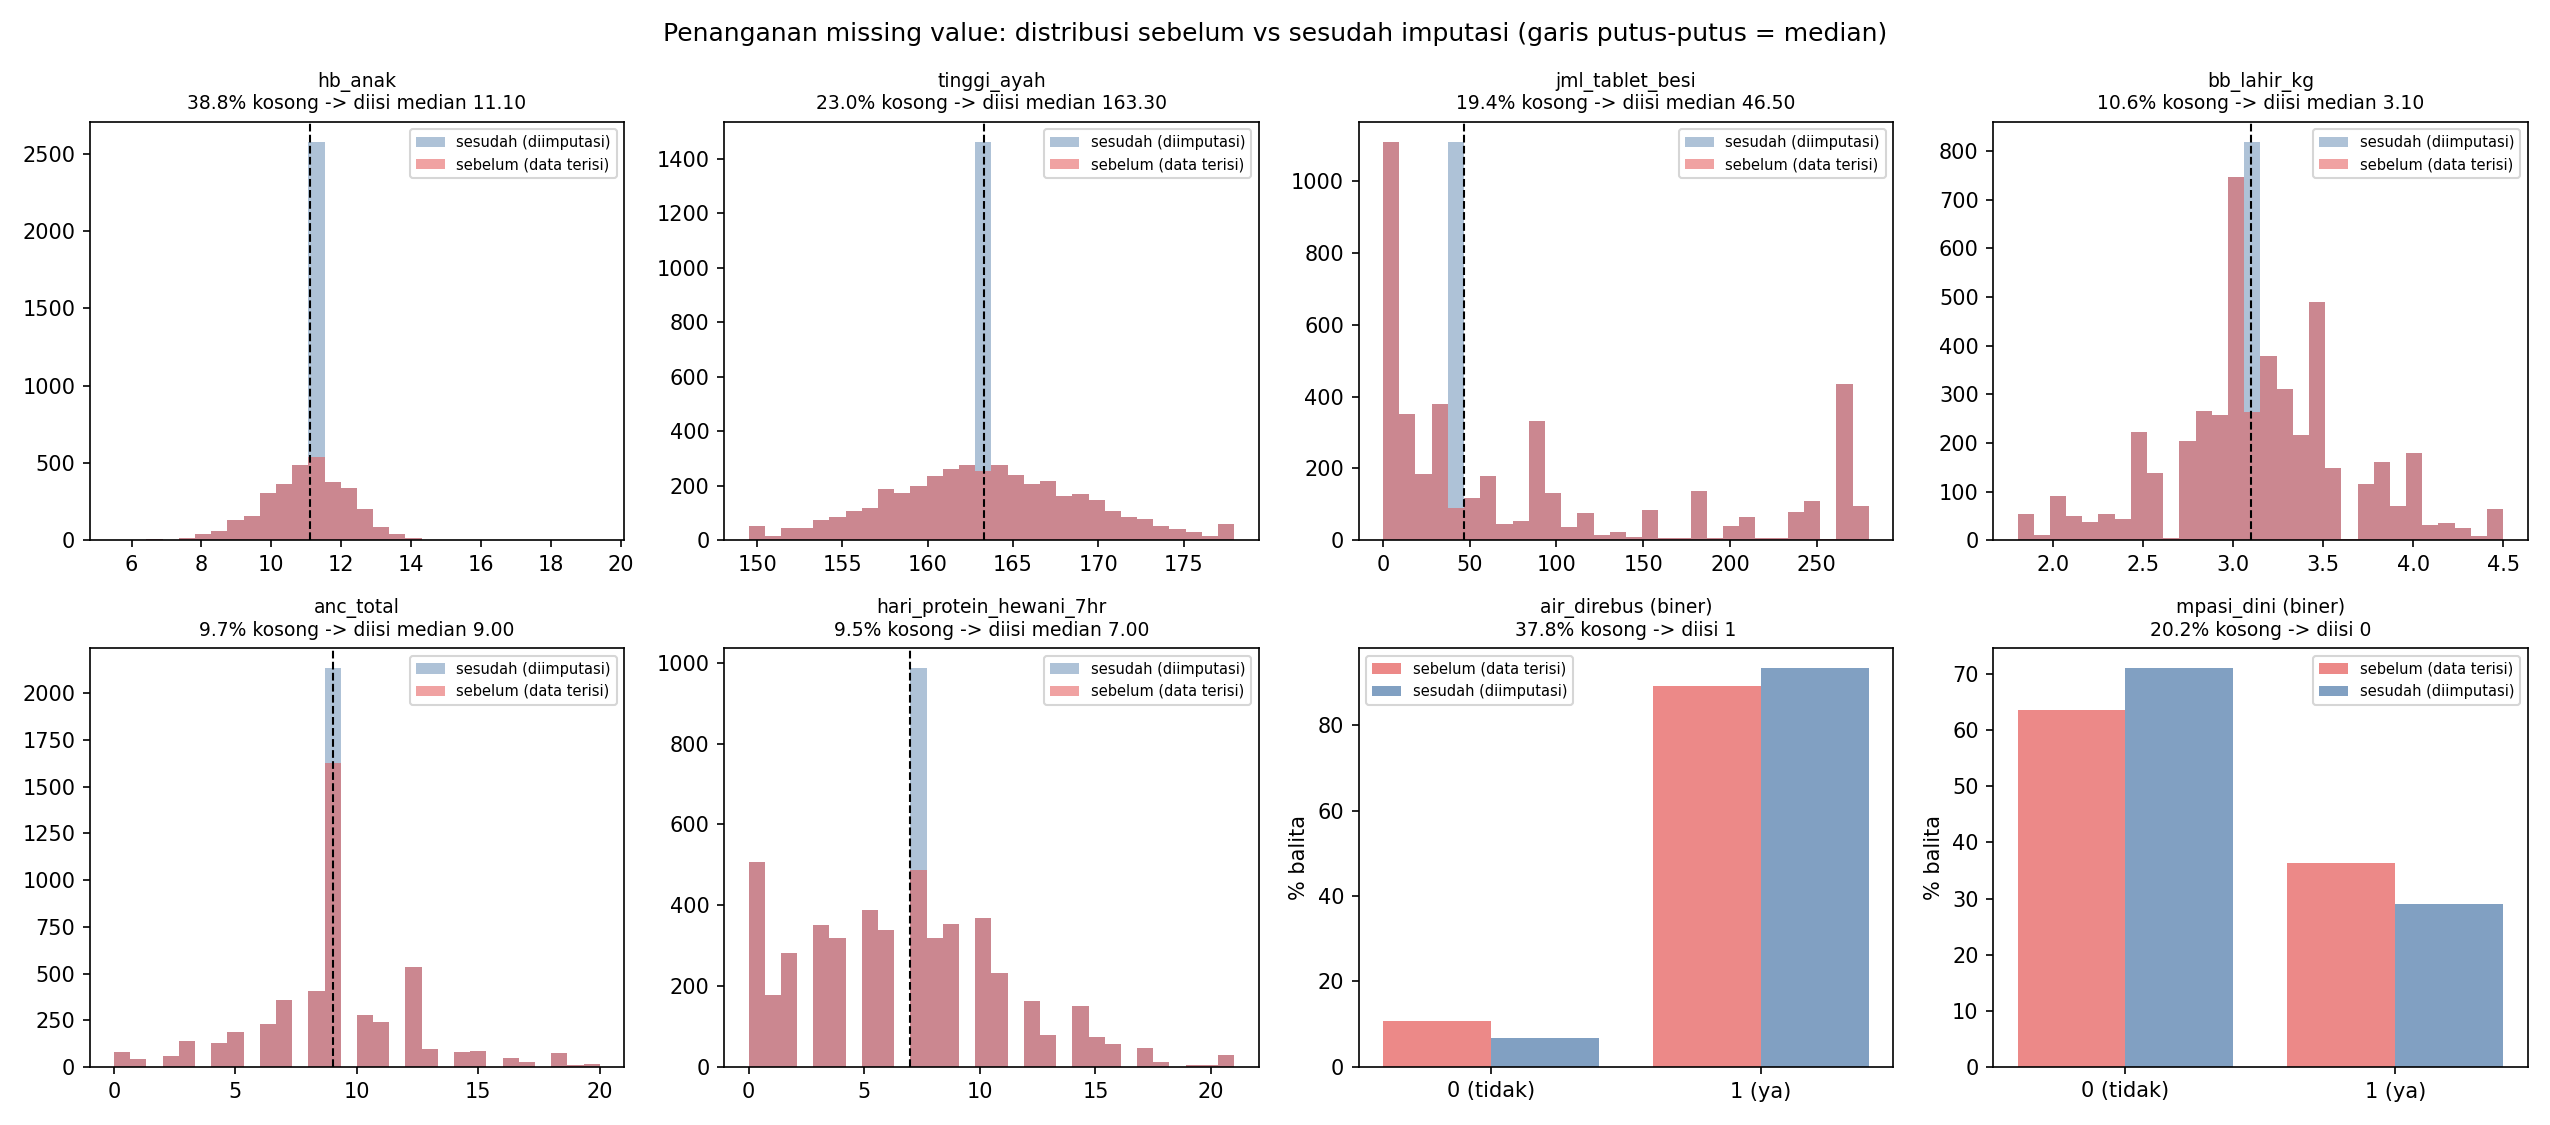 Penanganan missing value: distribusi sebelum vs sesudah imputasi (garis putus-putus = median)
hb_anak
38.8% kosong -> diisi median 11.10
sesudah (diimputasi)
sebelum (data terisi)
2500
2000
1500
1000
500
0
6 8 10 12 14 16 18 20
tinggi_ayah
23.0% kosong -> diisi median 163.30
sesudah (diimputasi)
sebelum (data terisi)
1400
1200
1000
800
600
400
200
0
150 155 160 165 170 175
jml_tablet_besi
19.4% kosong -> diisi median 46.50
sesudah (diimputasi)
sebelum (data terisi)
1000
800
600
400
200
0
0 50 100 150 200 250
bb_lahir_kg
10.6% kosong -> diisi median 3.10
sesudah (diimputasi)
sebelum (data terisi)
800
700
600
500
400
300
200
100
0
2.0 2.5 3.0 3.5 4.0 4.5
anc_total
9.7% kosong -> diisi median 9.00
sesudah (diimputasi)
sebelum (data terisi)
2000
1750
1500
1250
1000
750
500
250
0
0 5 10 15 20
hari_protein_hewani_7hr
9.5% kosong -> diisi median 7.00
sesudah (diimputasi)
sebelum (data terisi)
1000
800
600
400
200
0
0 5 10 15 20
air_direbus (biner)
37.8% kosong -> diisi 1
sebelum (data terisi)
sesudah (diimputasi)
% balita
80
60
40
20
0
0 (tidak) 1 (ya)
mpasi_dini (biner)
20.2% kosong -> diisi 0
sebelum (data terisi)
sesudah (diimputasi)
% balita
70
60
50
40
30
20
10
0
0 (tidak) 1 (ya)